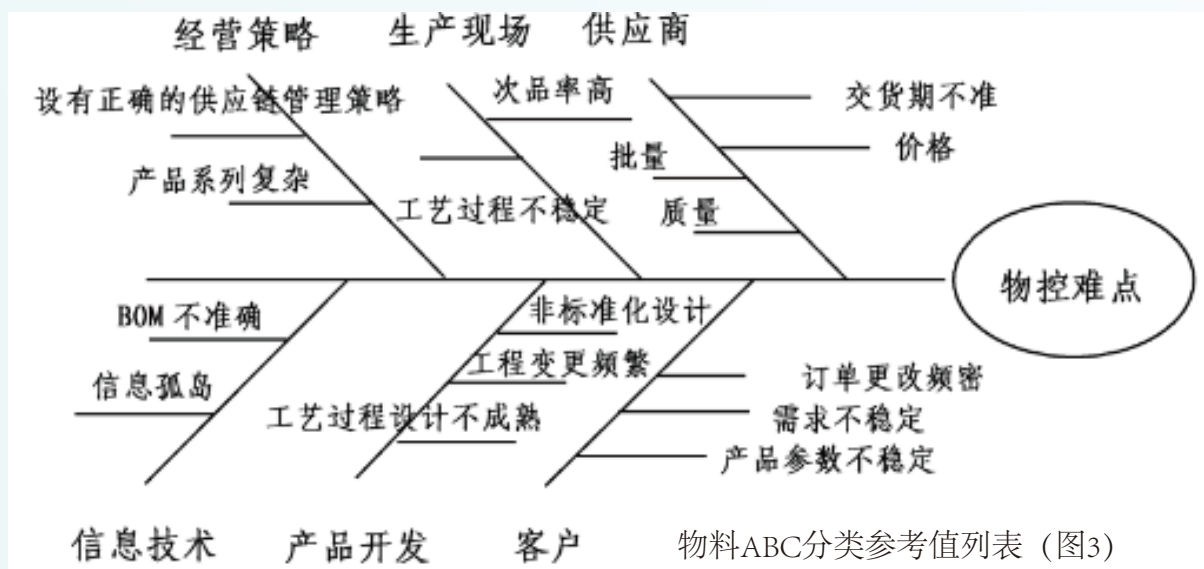 经营策略 生产现场 供应商
设有正确的供应链管理策略 次品率高 交货期不准
产品系列复杂 批量 价格
工艺过程不稳定 质量
物控难点
BOM 不准确 非标准化设计
信息孤岛 工程变更频繁 订单更改频密
工艺过程设计不成熟 需求不稳定
产品参数不稳定
信息技术 产品开发 客户 物料ABC分类参考值列表（图3）